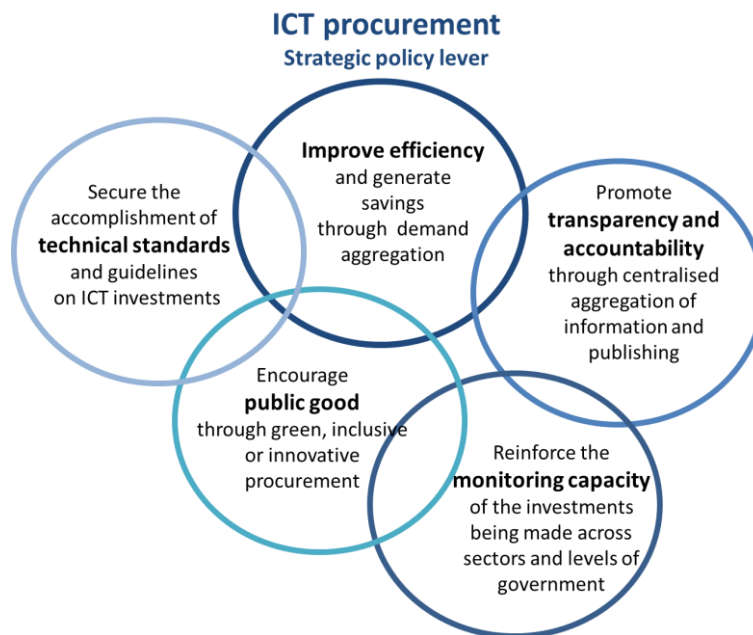 ICT procurement
Strategic policy lever
Secure the
accomplishment of
technical standards
and guidelines
on ICT investments
Improve efficiency
and generate
savings
through demand
aggregation
Promote
transparency and
accountability
through centralised
aggregation of
information and
publishing
Encourage
public good
through green, inclusive
or innovative
procurement
Reinforce the
monitoring capacity
of the investments
being made across
sectors and levels of
government